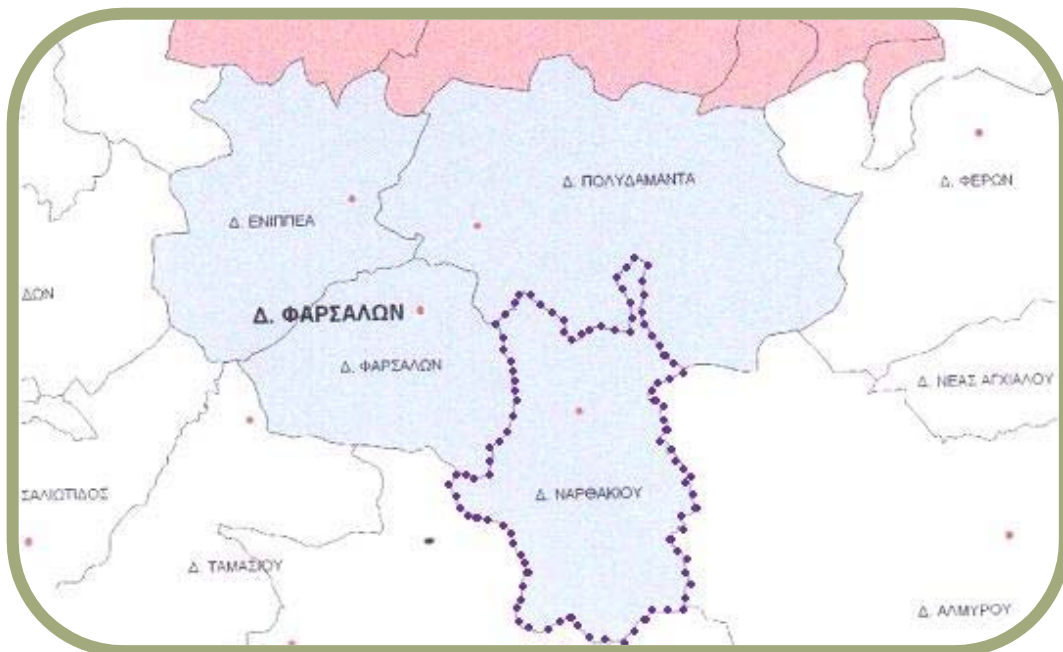 Δ. ΠΟΛΥΔΑΜΑΝΤΑ
Δ. ΦΕΡΩΝ
Δ. ΕΝΙΠΠΕΑ
ΔΩΝ
Δ. ΦΑΡΣΑΛΩΝ
Δ. ΦΑΡΣΑΛΩΝ
Δ. ΝΕΑΣ ΑΓΧΙΑΛΟΥ
ΣΑΛΙΩΤΙΔΟΣ
Δ. ΝΑΡΘΑΚΙΟΥ
Δ. ΤΑΜΑΣΙΟΥ
Δ. ΑΛΜΥΡΟΥ